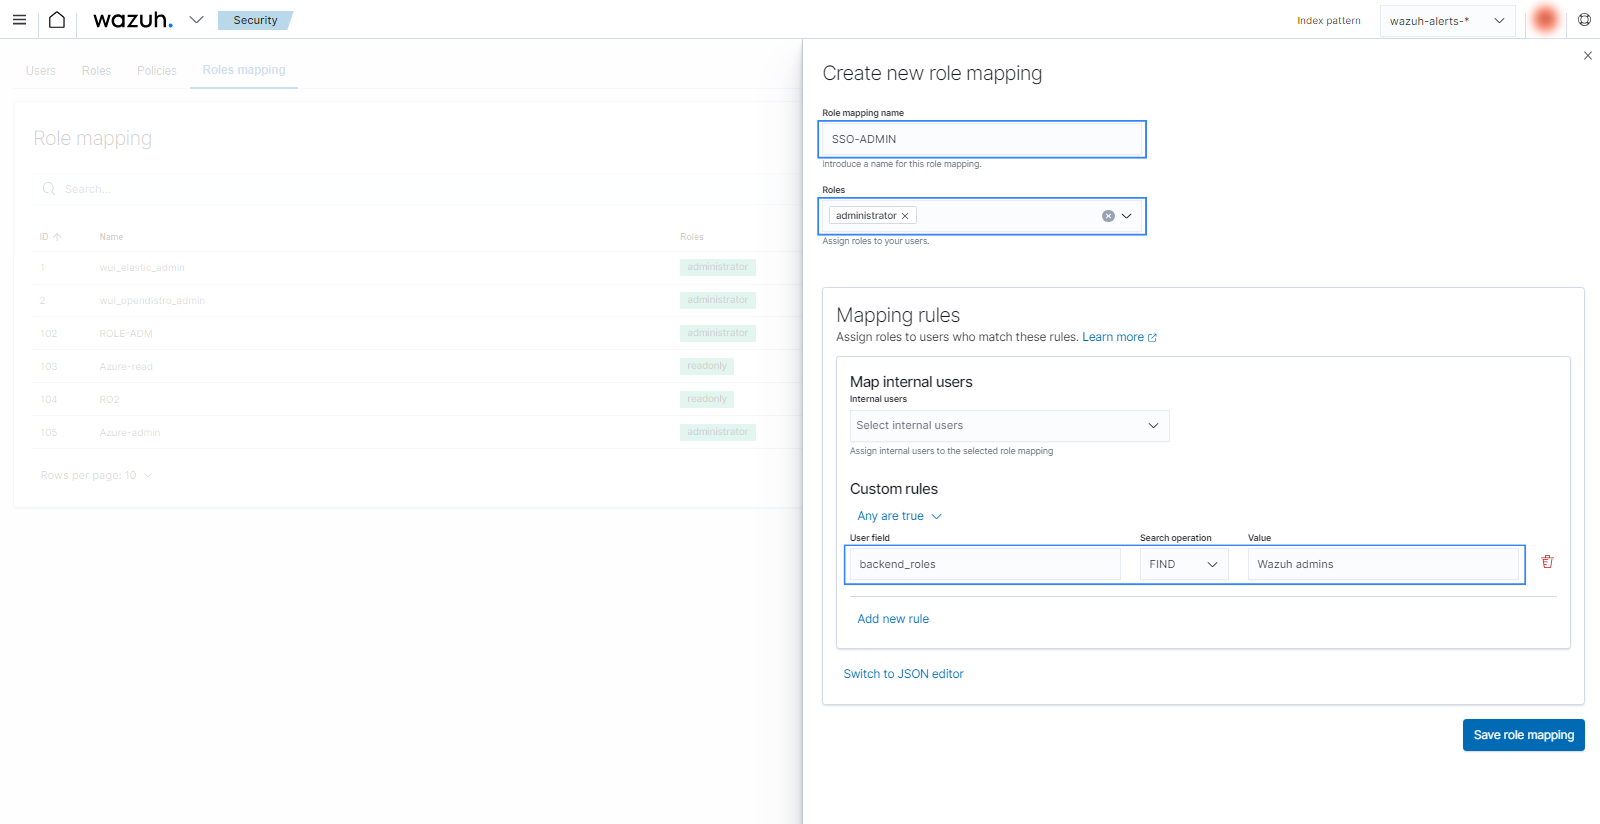 wazuh.
Security
Index pattern
wazuh-alerts-*
Users
Roles
Policies
Roles mapping
Role mapping
Search...
ID
Name
Roles
1
wui_elastic_admin
administrator
2
wui_opendistro_admin
administrator
102
ROLE-ADM
administrator
103
Azure-read
readonly
104
RO2
readonly
105
Azure-admin
administrator
Rows per page: 10
Create new role mapping
Role mapping name
SSO-ADMIN
Introduce a name for this role mapping.
Roles
administrator
Assign roles to your users.
Mapping rules
Assign roles to users who match these rules. Learn more
Map internal users
Internal users
Select internal users
Assign internal users to the selected role mapping
Custom rules
Any are true
User field
Search operation
Value
backend_roles
FIND
Wazuh admins
Add new rule
Switch to JSON editor
Save role mapping